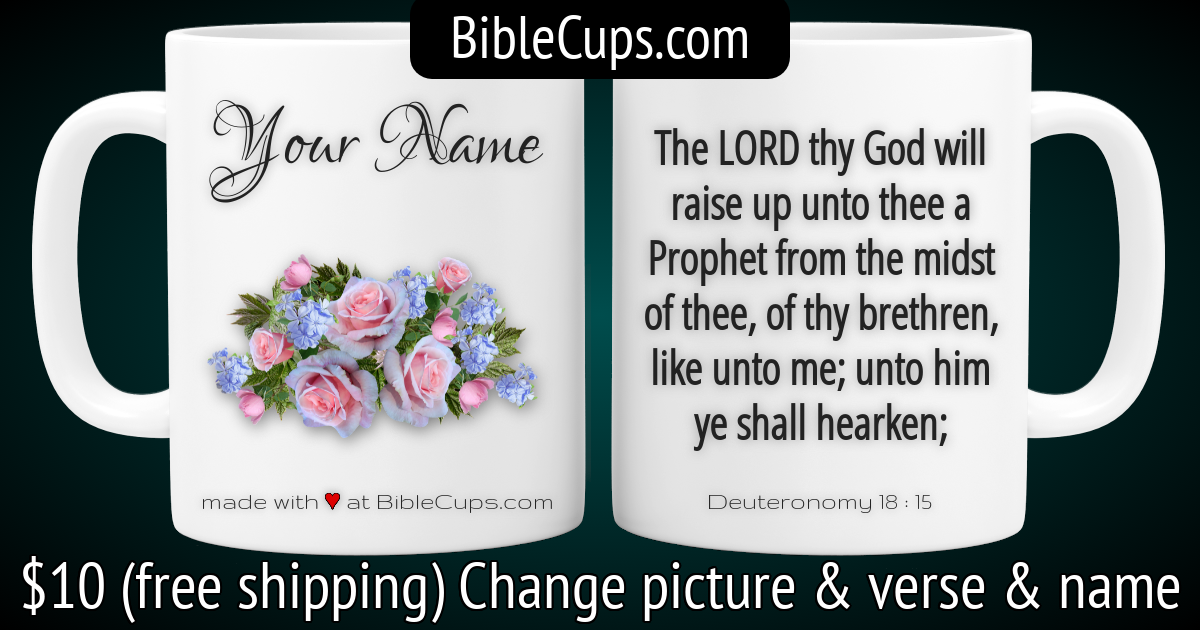 BibleCups.com
Your Name
made with ♥ at BibleCups.com
The LORD thy God will
raise up unto thee a
Prophet from the midst
of thee, of thy brethren,
like unto me; unto him
ye shall hearken;
Deuteronomy 18 : 15
$10 (free shipping) Change picture & verse & name